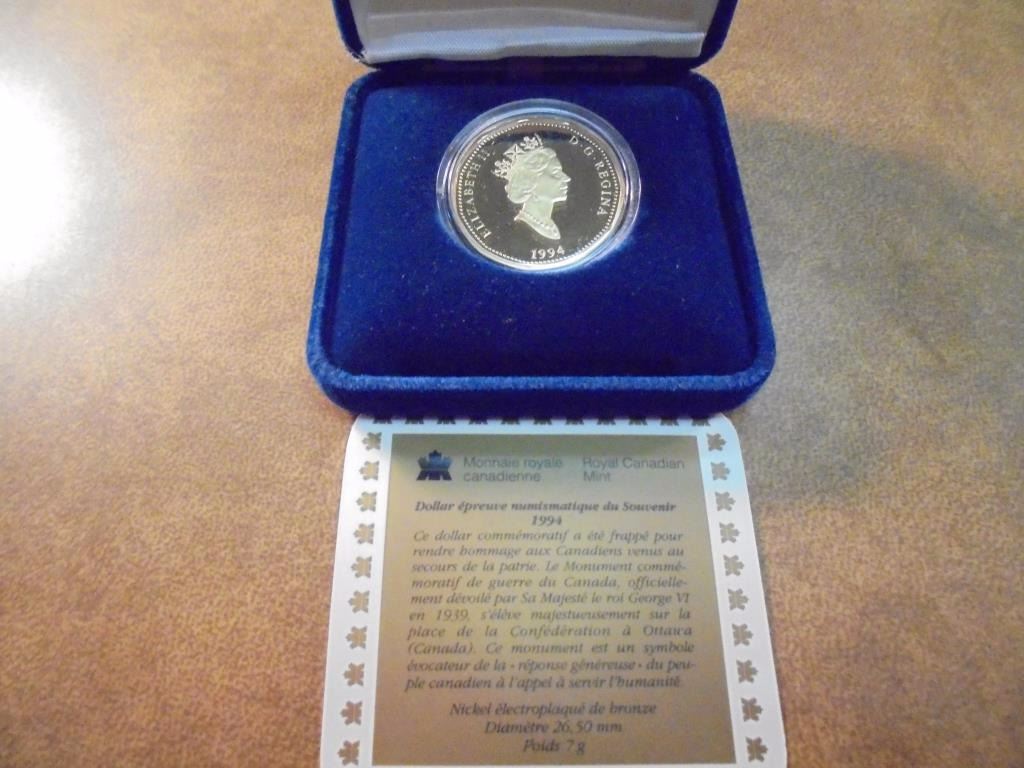 ELIZABETH II
D·G·REGINA
1994
Monnaie royale canadienne
Royal Canadian Mint
Dollar épreuve numismatique du Souvenir
1994
Ce dollar commémoratif a été frappé pour
rendre hommage aux Canadiens venus au
secours de la patrie. Le Monument commé-
moratif de guerre du Canada, officielle-
ment dévoilé par Sa Majesté le roi George VI
en 1939, s'élève majestueusement sur la
place de la Confédération à Ottawa
(Canada). Ce monument est un symbole
évocateur de la « réponse généreuse » du peu-
ple canadien à l'appel à servir l'humanité.
Nickel électroplaqué de bronze
Diamètre 26,50 mm
Poids 7 g